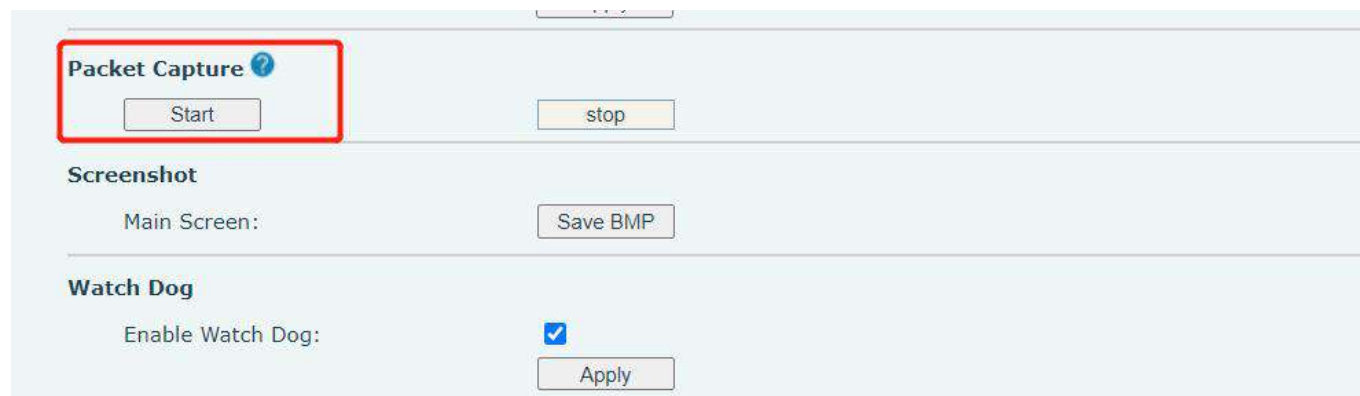 Packet Capture ?
Start stop
Screenshot
Main Screen: Save BMP
Watch Dog
Enable Watch Dog:
Apply